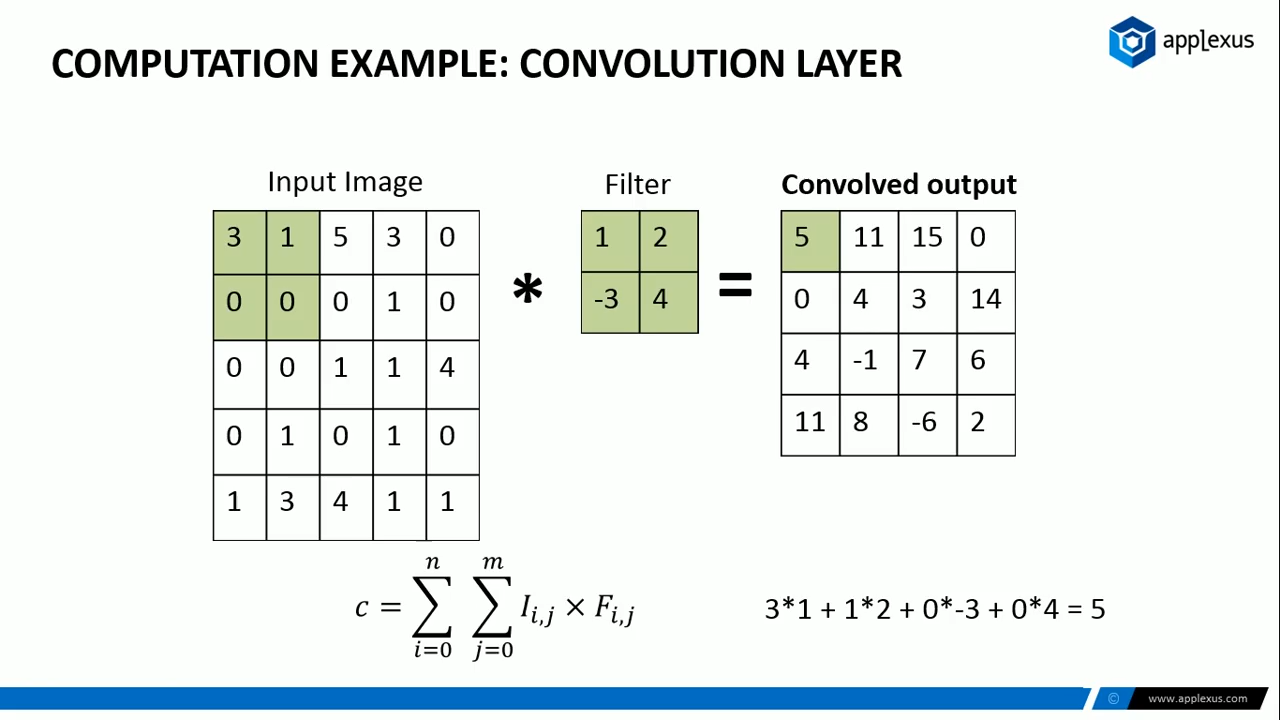 applexus
COMPUTATION EXAMPLE: CONVOLUTION LAYER
Input Image
3 1 5 3 0
0 0 0 1 0
0 0 1 1 4
0 1 0 1 0
1 3 4 1 1
*
Filter
1 2
-3 4
=
Convolved output
5 11 15 0
0 4 3 14
4 -1 7 6
11 8 -6 2
c = ∑_{i=0}^{n} ∑_{j=0}^{m} I_{i,j} × F_{i,j}
3*1 + 1*2 + 0*-3 + 0*4 = 5
© www.applexus.com